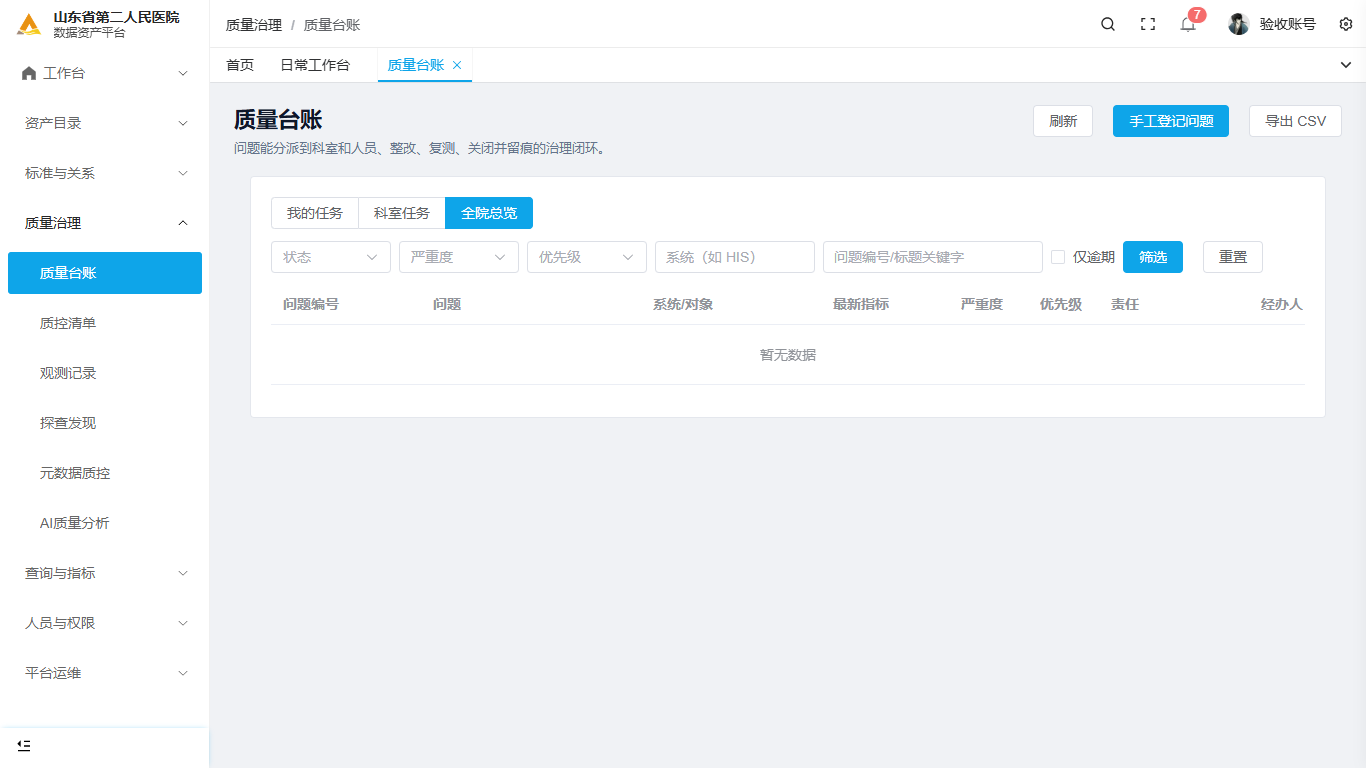 山东省第二人民医院
数据资产平台
工作台
资产目录
标准与关系
质量治理
质量台账
质控清单
观测记录
探查发现
元数据质控
AI质量分析
查询与指标
人员与权限
平台运维
质量治理 / 质量台账
7
验收账号
首页 日常工作台 质量台账
质量台账
问题能分派到科室和人员、整改、复测、关闭并留痕的治理闭环。
刷新 手工登记问题 导出 CSV
我的任务 科室任务 全院总览
状态 严重度 优先级 系统（如 HIS） 问题编号/标题关键字 仅逾期 筛选 重置
问题编号 问题 系统/对象 最新指标 严重度 优先级 责任 经办人
暂无数据